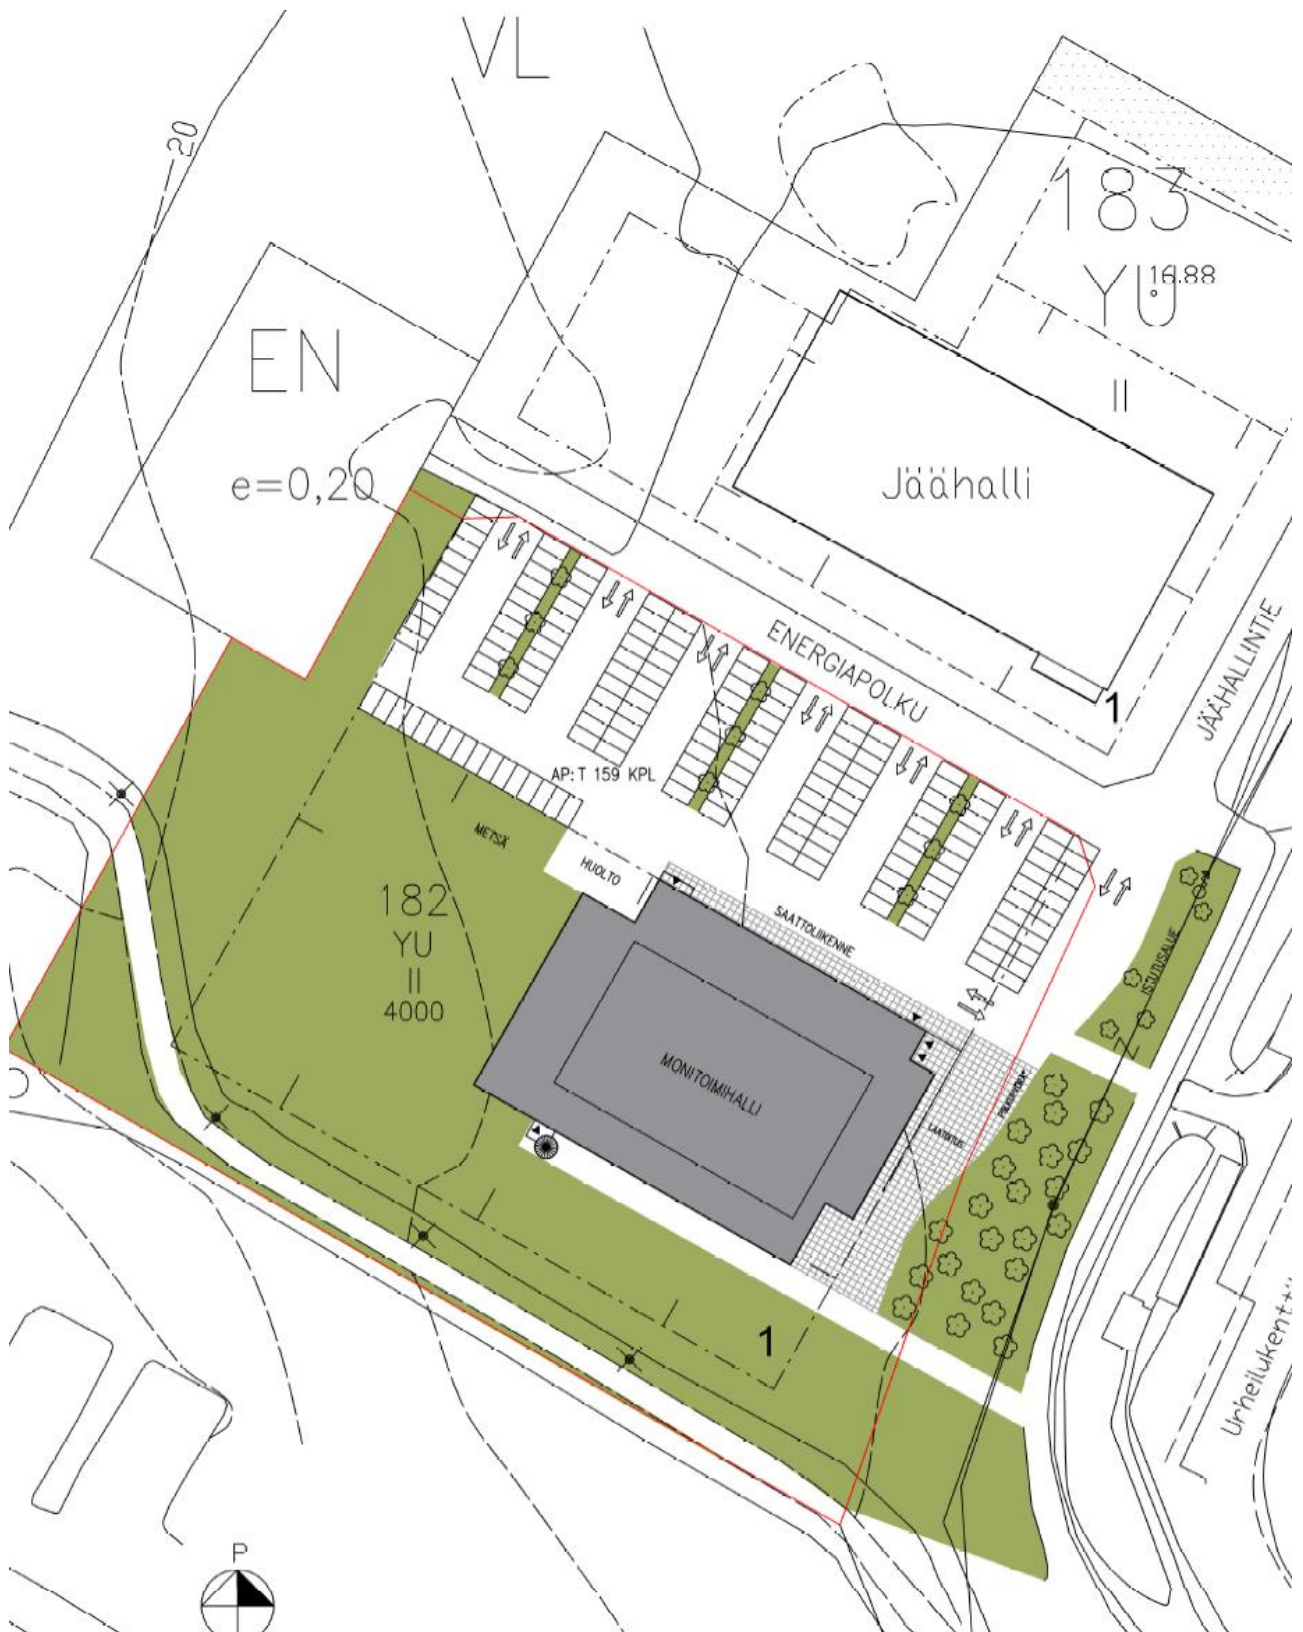 VL
20
183
YU
16.88
II
EN
e=0,20
Jäähalli
ENERGIAPOLKU
JÄÄHALLINTIE
1
AP:T 159 KPL
METSÄ
HUOLTO
SAATTOLIIKENNE
ISTUTUSALUE
182
YU
II
4000
MONITOIMIHALLI
LAATOITUS
1
Urheilukenttä
P